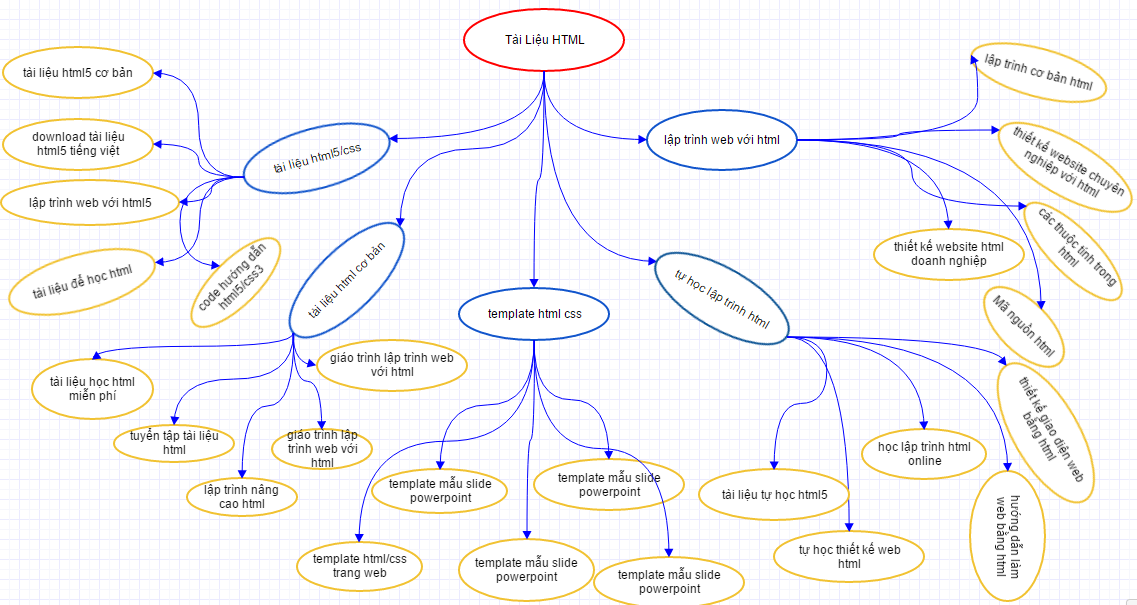 Tài Liệu HTML
tài liệu html5/css
tài liệu html5 cơ bản
download tài liệu
html5 tiếng việt
lập trình web với html5
tài liệu để học html
code hướng dẫn
html5/css3
tài liệu html cơ bản
tài liệu học html
miễn phí
tuyển tập tài liệu
html
lập trình nâng
cao html
giáo trình lập
trình web với
html
giáo trình lập trình web
với html
template html css
template mẫu slide
powerpoint
template html/css
trang web
template mẫu slide
powerpoint
template mẫu slide
powerpoint
template mẫu slide
powerpoint
tự học lập trình html
tài liệu tự học html5
tự học thiết kế web
html
học lập trình html
online
hướng dẫn làm
web bằng html
thiết kế giao diện web
bằng html
lập trình web với html
lập trình cơ bản html
thiết kế website chuyên
nghiệp với html
các thuộc tính trong
html
thiết kế website html
doanh nghiệp
Mã nguồn html